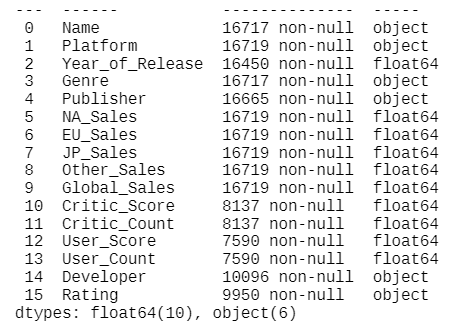 ---  ------           --------------  -----
 0   Name             16717 non-null  object
 1   Platform         16719 non-null  object
 2   Year_of_Release  16450 non-null  float64
 3   Genre            16717 non-null  object
 4   Publisher        16665 non-null  object
 5   NA_Sales         16719 non-null  float64
 6   EU_Sales         16719 non-null  float64
 7   JP_Sales         16719 non-null  float64
 8   Other_Sales      16719 non-null  float64
 9   Global_Sales     16719 non-null  float64
 10  Critic_Score     8137 non-null   float64
 11  Critic_Count     8137 non-null   float64
 12  User_Score       7590 non-null   float64
 13  User_Count       7590 non-null   float64
 14  Developer        10096 non-null  object
 15  Rating           9950 non-null   object
dtypes: float64(10), object(6)